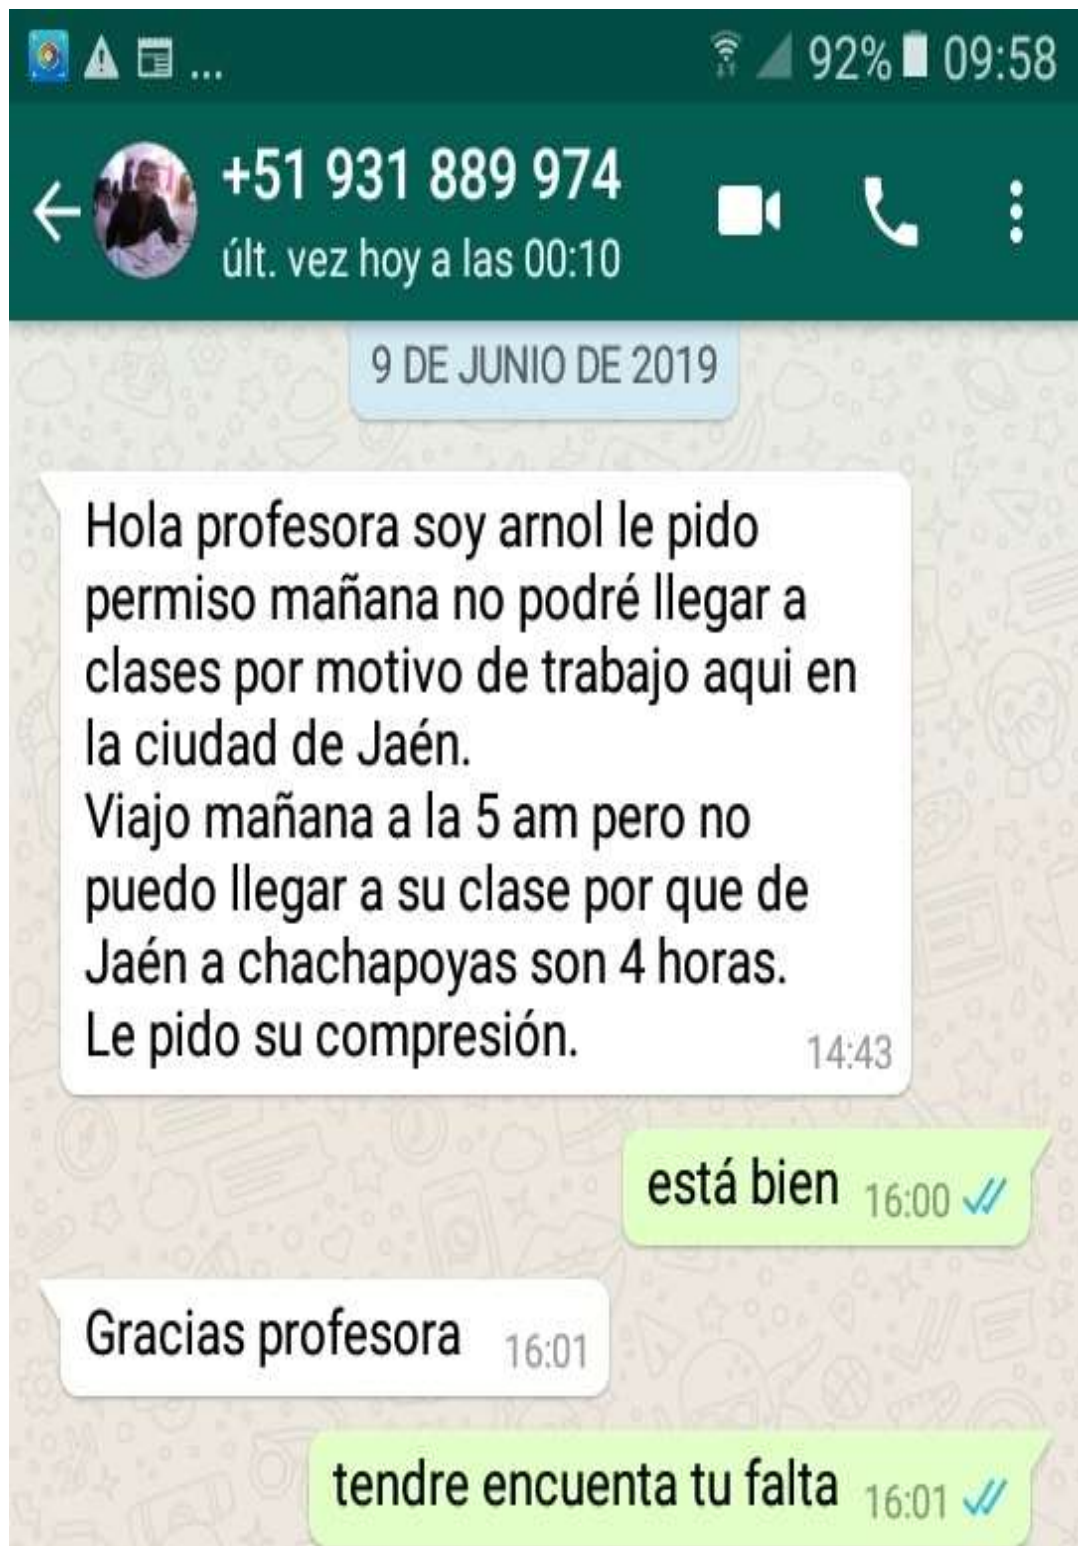 ... 92% 09:58
+51 931 889 974
últ. vez hoy a las 00:10
9 DE JUNIO DE 2019
Hola profesora soy arnol le pido
permiso mañana no podré llegar a
clases por motivo de trabajo aqui en
la ciudad de Jaén.
Viajo mañana a la 5 am pero no
puedo llegar a su clase por que de
Jaén a chachapoyas son 4 horas.
Le pido su compresión. 14:43
está bien 16:00
Gracias profesora 16:01
tendre encuenta tu falta 16:01